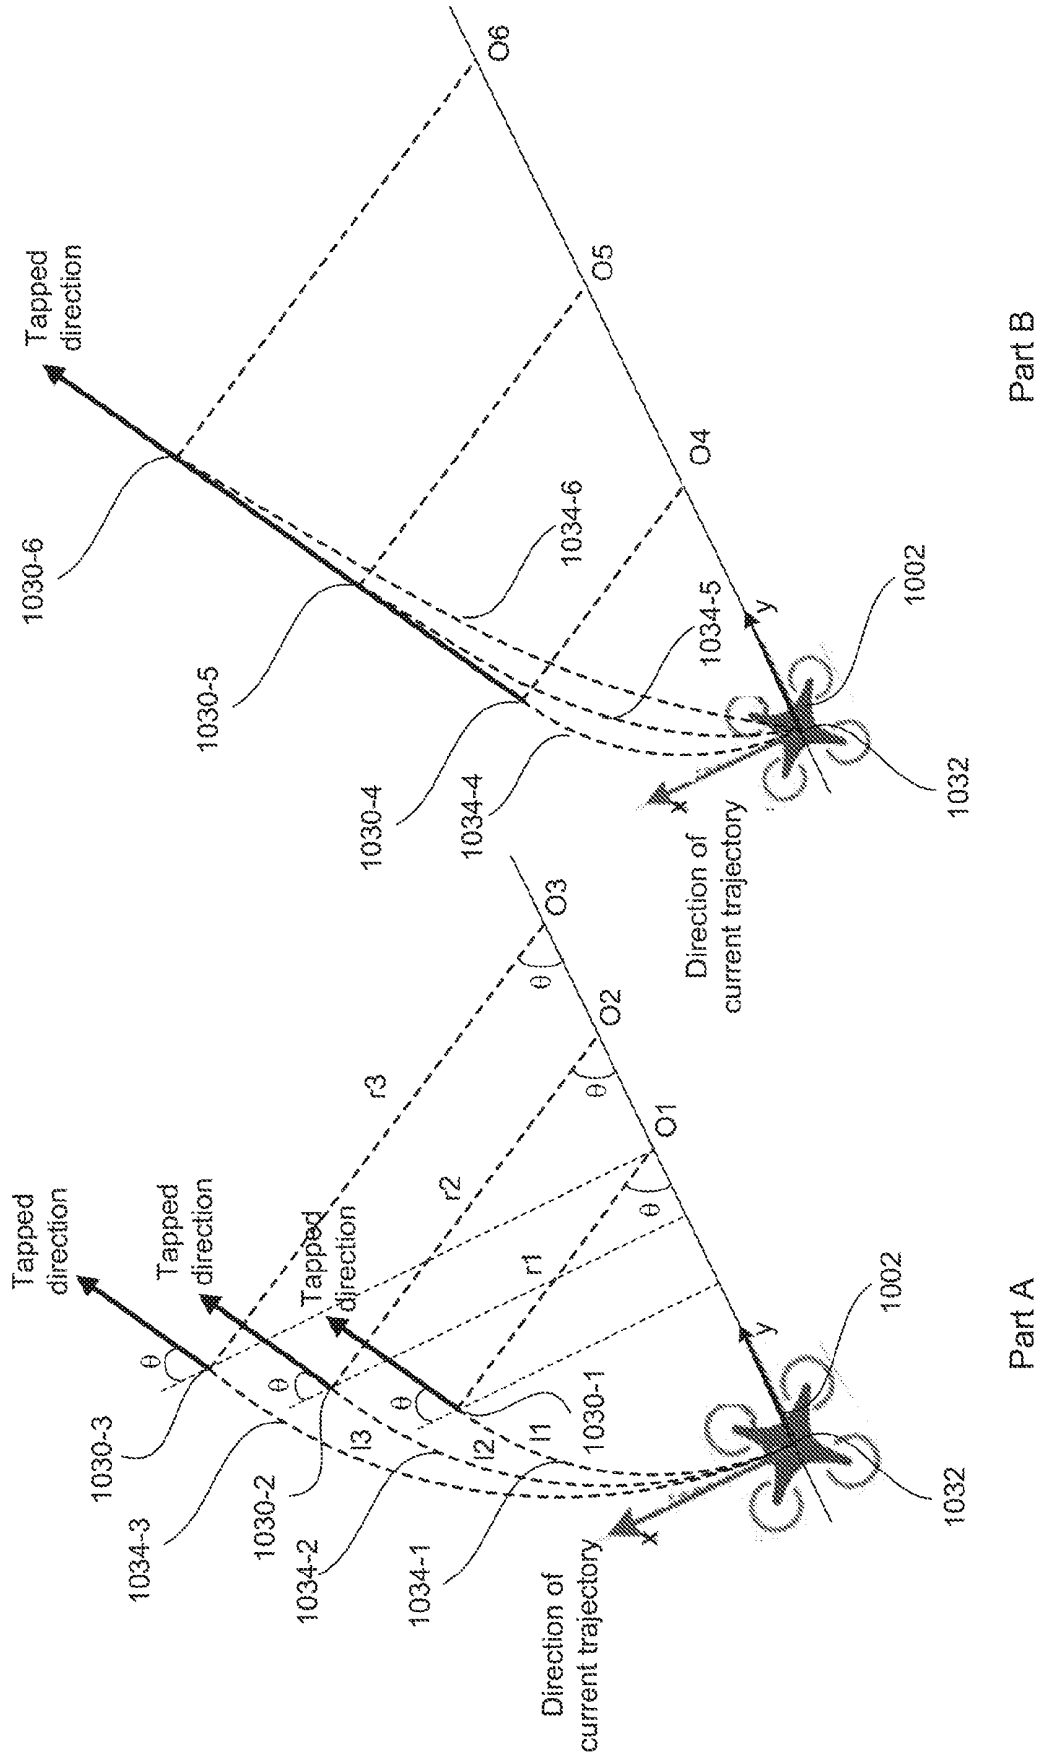 Tapped
direction
Tapped
direction
Tapped
direction
θ
θ
θ
1030-3
1034-3
1030-2
1034-2
1034-1
l3
l2
l1
1030-1
r1
r2
r3
θ
θ
θ
O1
O2
O3
x
y
Direction of
current trajectory
1002
1032
Part A
Tapped
direction
1030-6
1030-5
1030-4
1034-4
1034-5
1034-6
O4
O5
O6
x
y
Direction of
current trajectory
1002
1032
Part B